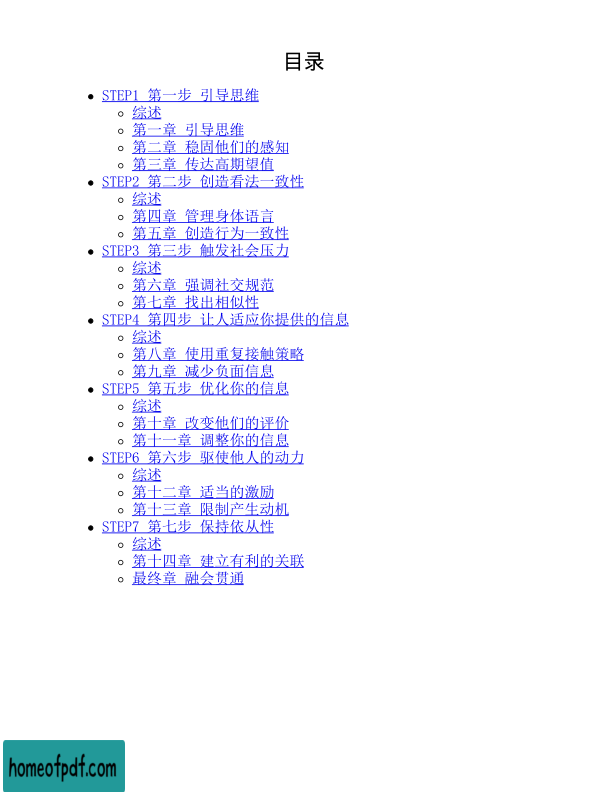 目录
STEP1 第一步 引导思维
综述
第一章 引导思维
第二章 稳固他们的感知
第三章 传达高期望值
STEP2 第二步 创造看法一致性
综述
第四章 管理身体语言
第五章 创造行为一致性
STEP3 第三步 触发社会压力
综述
第六章 强调社交规范
第七章 找出相似性
STEP4 第四步 让人适应你提供的信息
综述
第八章 使用重复接触策略
第九章 减少负面信息
STEP5 第五步 优化你的信息
综述
第十章 改变他们的评价
第十一章 调整你的信息
STEP6 第六步 驱使他人的动力
综述
第十二章 适当的激励
第十三章 限制产生动机
STEP7 第七步 保持依从性
综述
第十四章 建立有利的关联
最终章 融会贯通
homeofpdf.com